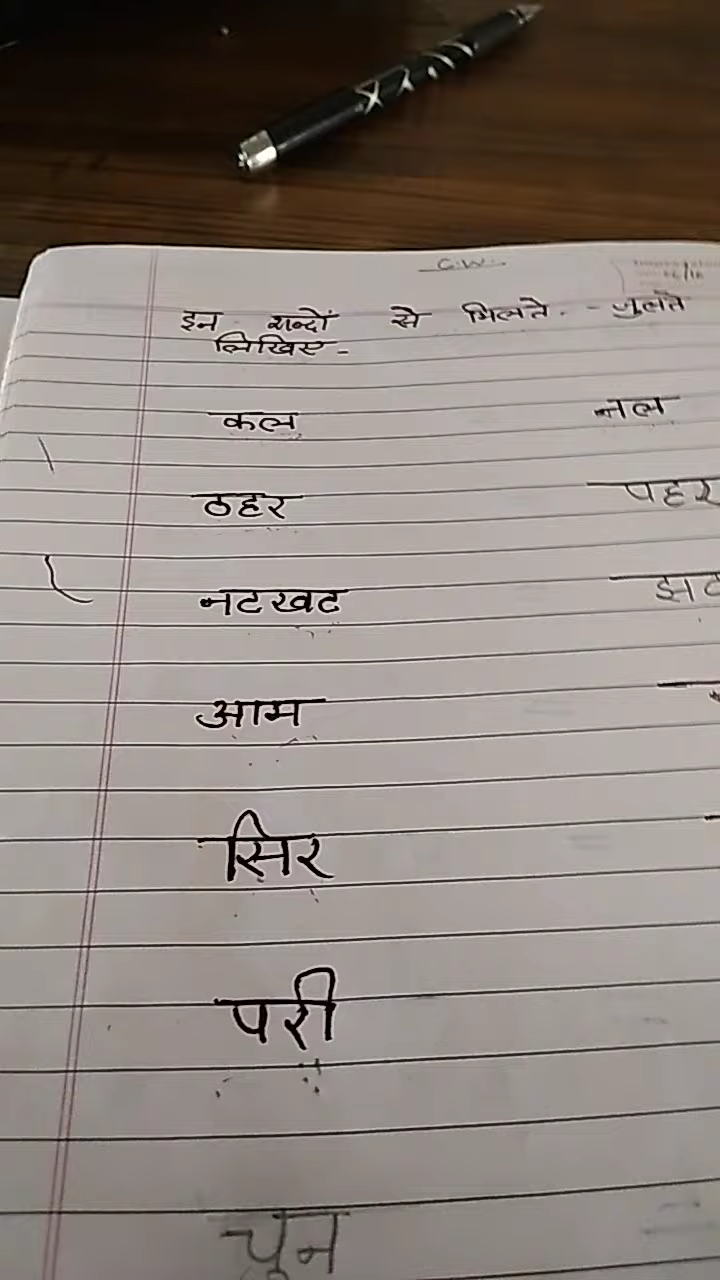 C.W.
इन शब्दों से मिलते - जुलते
लिखिए -
कल नल
ठहर पहर
नटखट झट
आम
सिर
परी
चुन